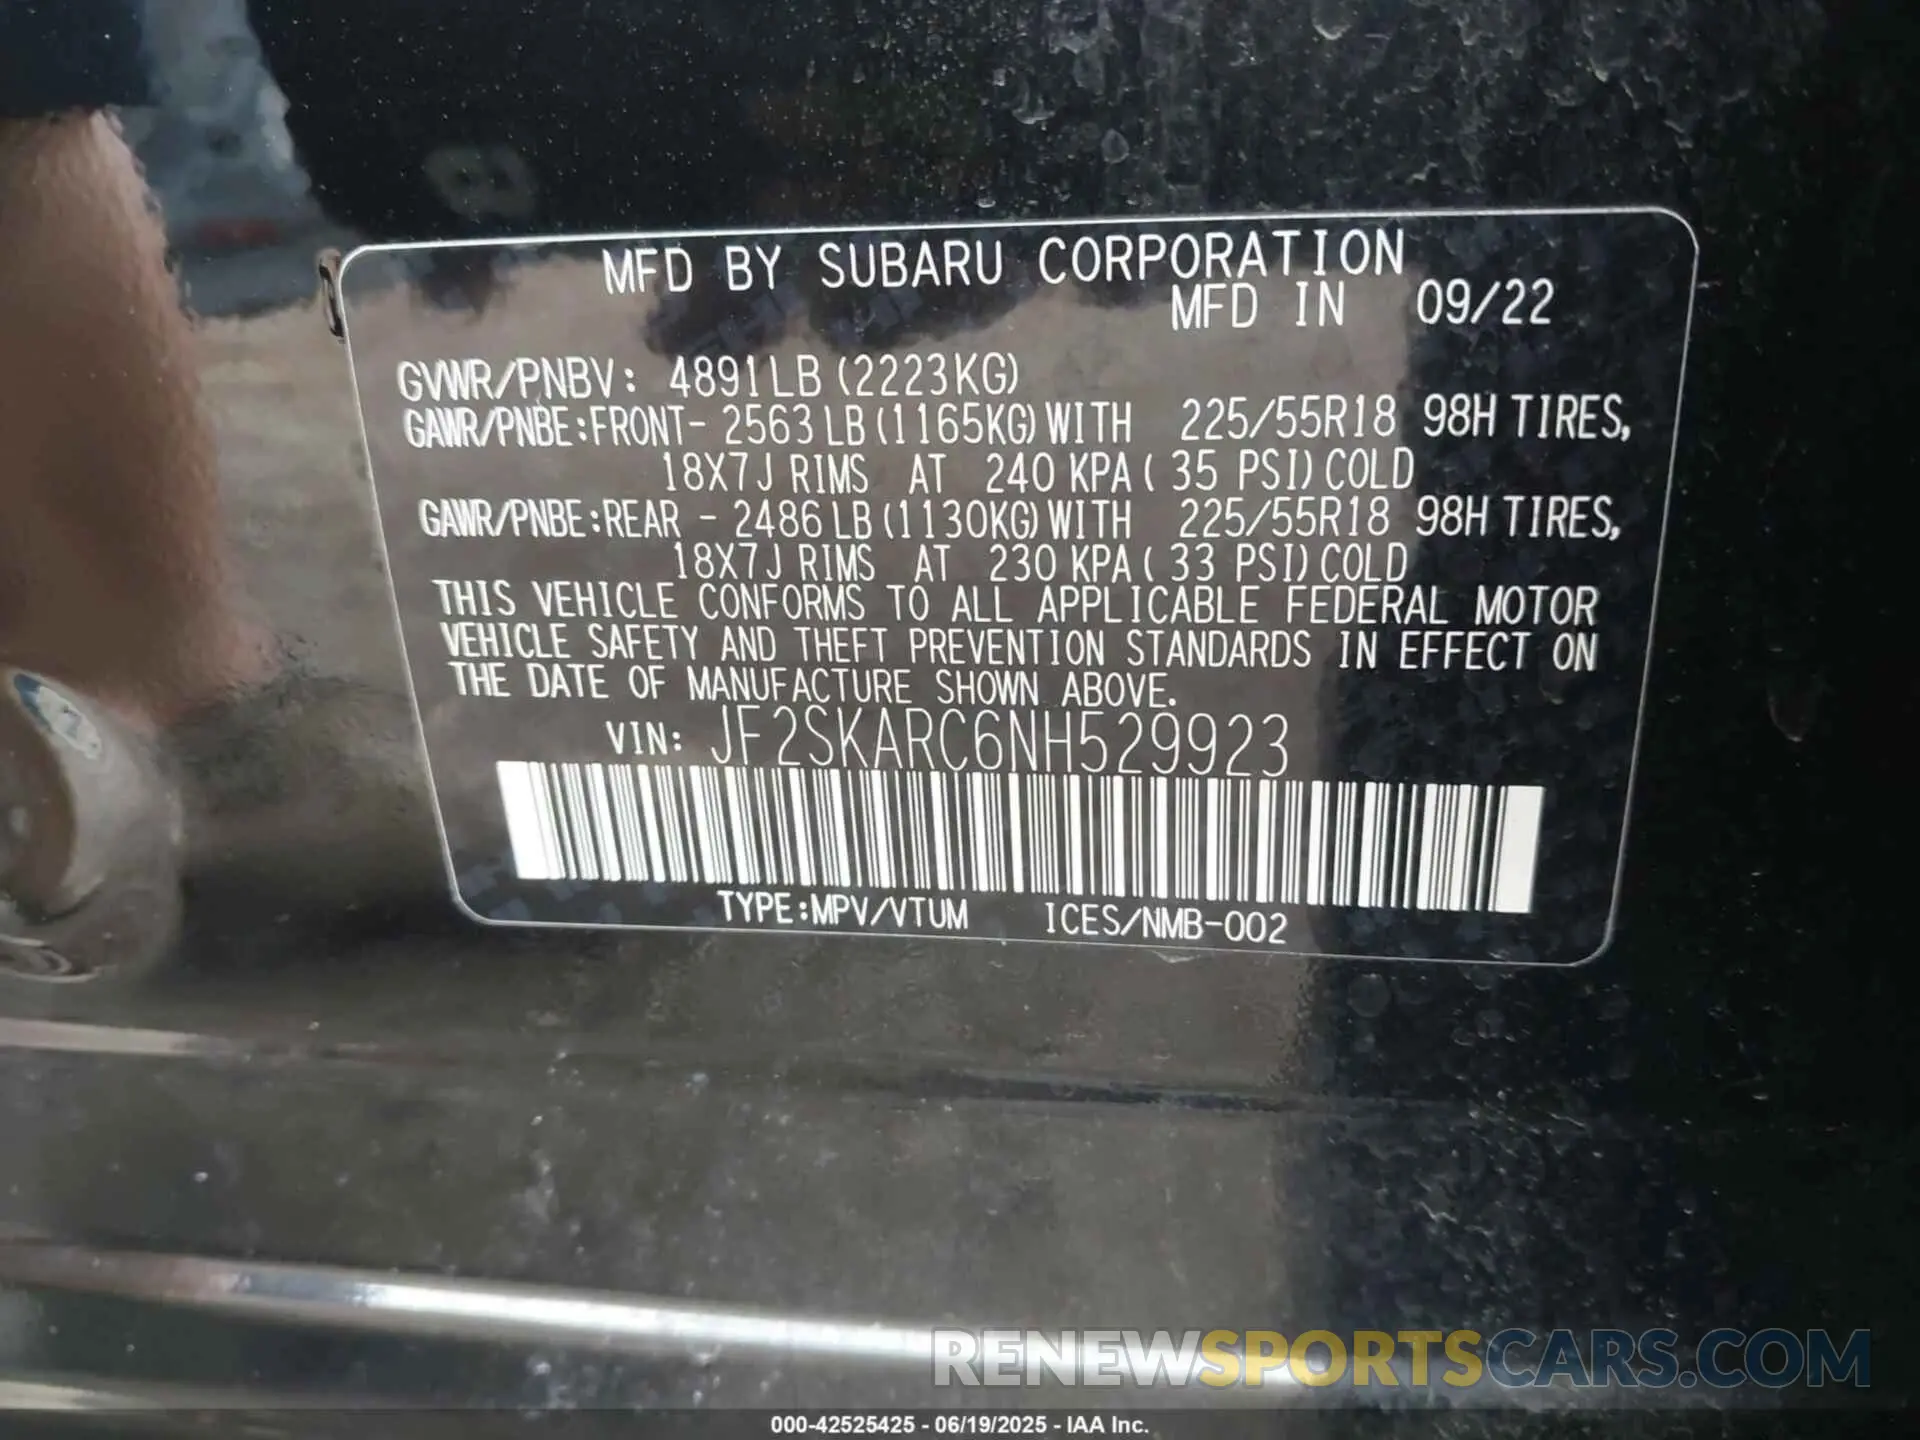 MFD BY SUBARU CORPORATION
MFD IN 09/22
GVWR/PNBV: 4891LB (2223KG)
GAWR/PNBE:FRONT- 2563 LB (1165KG) WITH 225/55R18 98H TIRES,
18X7J RIMS AT 240 KPA ( 35 PSI) COLD
GAWR/PNBE:REAR - 2486 LB (1130KG) WITH 225/55R18 98H TIRES,
18X7J RIMS AT 230 KPA ( 33 PSI) COLD
THIS VEHICLE CONFORMS TO ALL APPLICABLE FEDERAL MOTOR
VEHICLE SAFETY AND THEFT PREVENTION STANDARDS IN EFFECT ON
THE DATE OF MANUFACTURE SHOWN ABOVE.
VIN: JF2SKARC6NH529923
TYPE:MPV/VTUM ICES/NMB-002
RENEWSPORTSCARS.COM
000-42525425 - 06/19/2025 - IAA Inc.